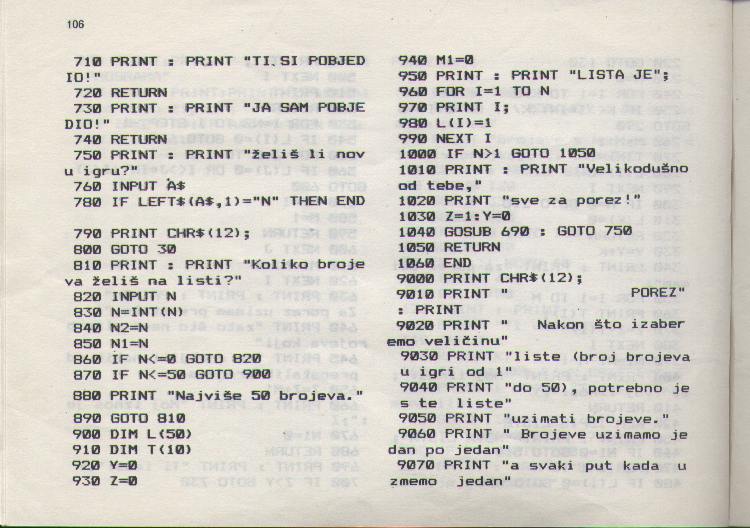 106
710 PRINT : PRINT "TI.SI POBJED
IO!"
720 RETURN
730 PRINT : PRINT "JA SAM POBJE
DIO!"
740 RETURN
750 PRINT : PRINT "želiš li nov
u igru?"
760 INPUT A$
780 IF LEFT$(A$,1)="N" THEN END
790 PRINT CHR$(12);
800 GOTO 30
810 PRINT : PRINT "Koliko broje
va želiš na listi?"
820 INPUT N
830 N=INT(N)
840 N2=N
850 N1=N
860 IF N<=0 GOTO 820
870 IF N<=50 GOTO 900
880 PRINT "Najviše 50 brojeva."
890 GOTO 810
900 DIM L(50)
910 DIM T(10)
920 Y=0
930 Z=0
940 M1=0
950 PRINT : PRINT "LISTA JE";
960 FOR I=1 TO N
970 PRINT I;
980 L(I)=1
990 NEXT I
1000 IF N>1 GOTO 1050
1010 PRINT : PRINT "Velikodušno
od tebe,"
1020 PRINT "sve za porez!"
1030 Z=1:Y=0
1040 GOSUB 690 : GOTO 750
1050 RETURN
1060 END
9000 PRINT CHR$(12);
9010 PRINT "              POREZ"
: PRINT
9020 PRINT "   Nakon što izaber
emo veličinu"
9030 PRINT "liste (broj brojeva
u igri od 1"
9040 PRINT "do 50), potrebno je
s te  liste"
9050 PRINT "uzimati brojeve."
9060 PRINT " Brojeve uzimamo je
dan po jedan"
9070 PRINT "a svaki put kada  u
zmemo  jedan"